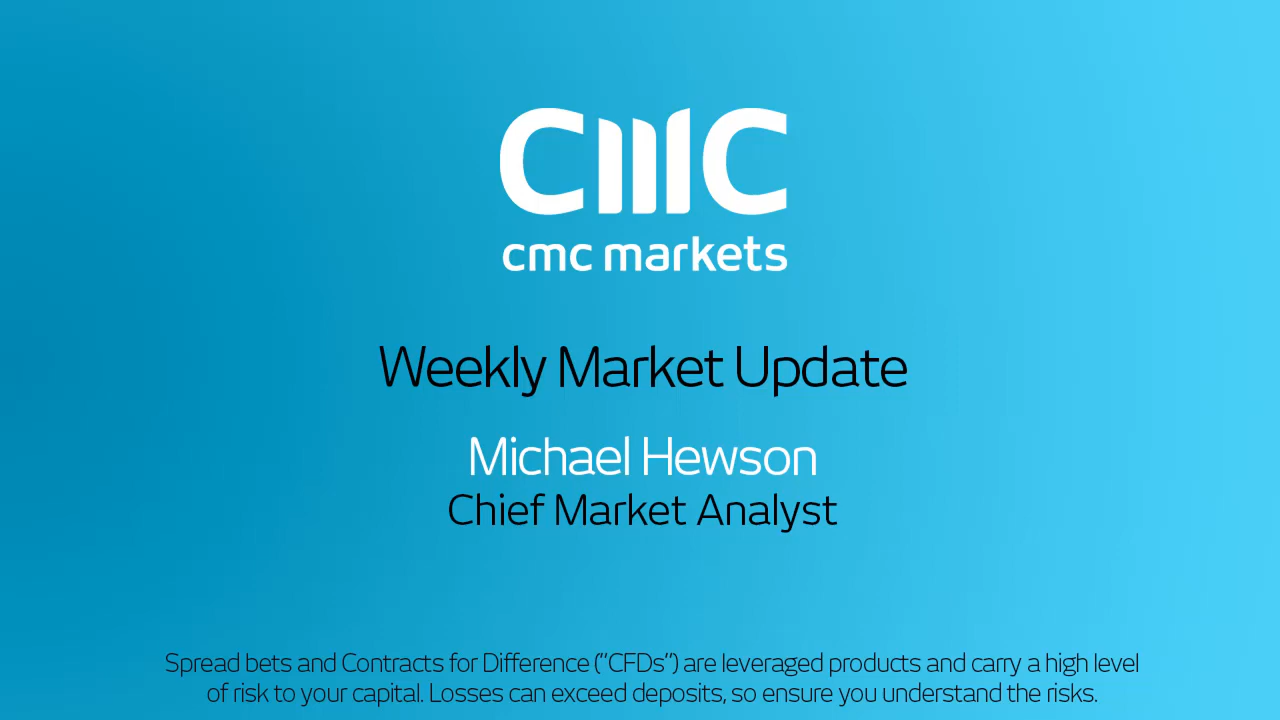 CMC
cmc markets
Weekly Market Update
Michael Hewson
Chief Market Analyst
Spread bets and Contracts for Difference (”CFDs”) are leveraged products and carry a high level
of risk to your capital. Losses can exceed deposits, so ensure you understand the risks.